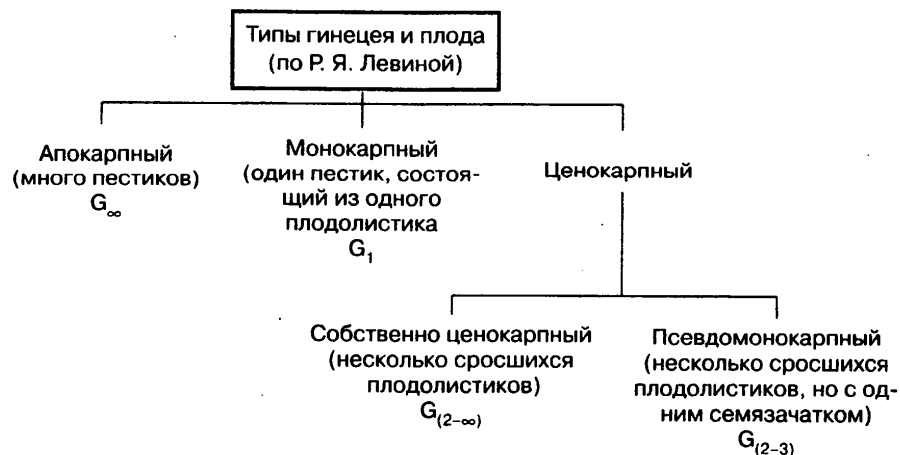 Типы гинецея и плода
(по Р. Я. Левиной)
Апокарпный
(много пестиков)
G∞
Монокарпный
(один пестик, состоя-
щий из одного
плодолистика
G1
Ценокарпный
Собственно ценокарпный
(несколько сросшихся
плодолистиков)
G(2–∞)
Псевдомонокарпный
(несколько сросшихся
плодолистиков, но с од-
ним семязачатком)
G(2–3)